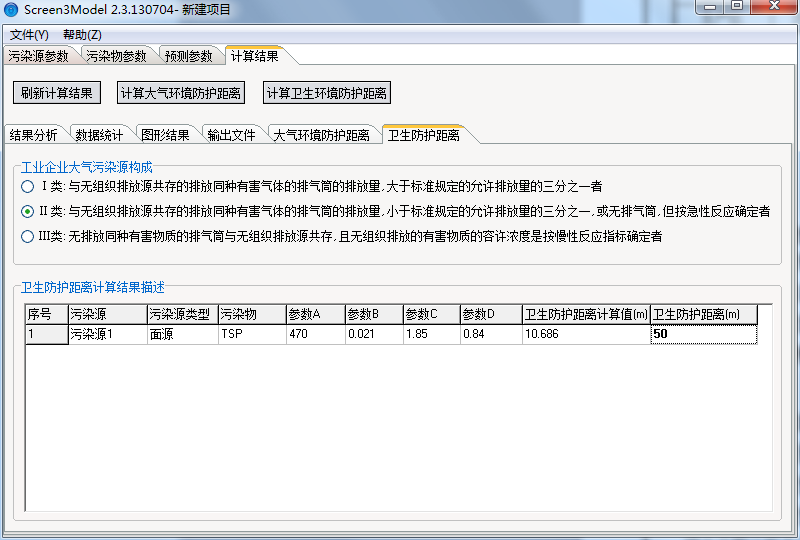 Screen3Model 2.3.130704- 新建项目
文件(Y) 帮助(Z)
污染源参数 污染物参数 预测参数 计算结果
刷新计算结果 计算大气环境防护距离 计算卫生环境防护距离
结果分析 数据统计 图形结果 输出文件 大气环境防护距离 卫生防护距离
工业企业大气污染源构成
I 类: 与无组织排放源共存的排放同种有害气体的排气筒的排放量, 大于标准规定的允许排放量的三分之一者
II 类: 与无组织排放源共存的排放同种有害气体的排气筒的排放量, 小于标准规定的允许排放量的三分之一, 或无排气筒, 但按急性反应确定者
III类: 无排放同种有害物质的排气筒与无组织排放源共存, 且无组织排放的有害物质的容许浓度是按慢性反应指标确定者
卫生防护距离计算结果描述
序号 污染源 污染源类型 污染物 参数A 参数B 参数C 参数D 卫生防护距离计算值(m) 卫生防护距离(m)
1 污染源1 面源 TSP 470 0.021 1.85 0.84 10.686 50